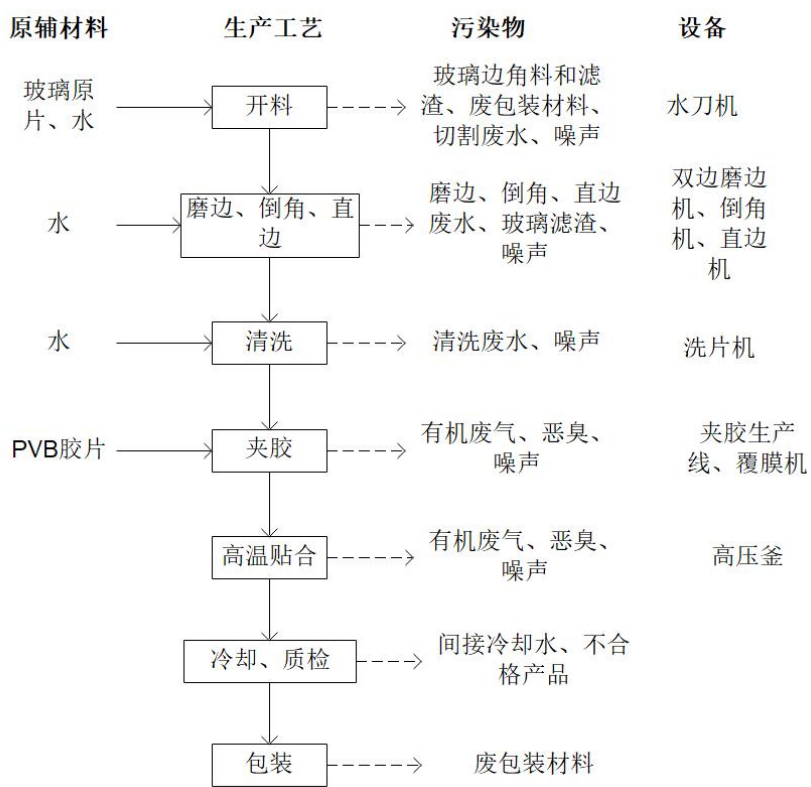 原辅材料 生产工艺 污染物 设备
玻璃原
片、水
开料
玻璃边角料和滤
渣、废包装材料、
切割废水、噪声
水刀机
水
磨边、倒角、直
边
磨边、倒角、直边
废水、玻璃滤渣、
噪声
双边磨边
机、倒角
机、直边
机
水
清洗
清洗废水、噪声
洗片机
PVB胶片
夹胶
有机废气、恶臭、
噪声
夹胶生产
线、覆膜机
高温贴合
有机废气、恶臭、
噪声
高压釜
冷却、质检
间接冷却水、不合
格产品
包装
废包装材料